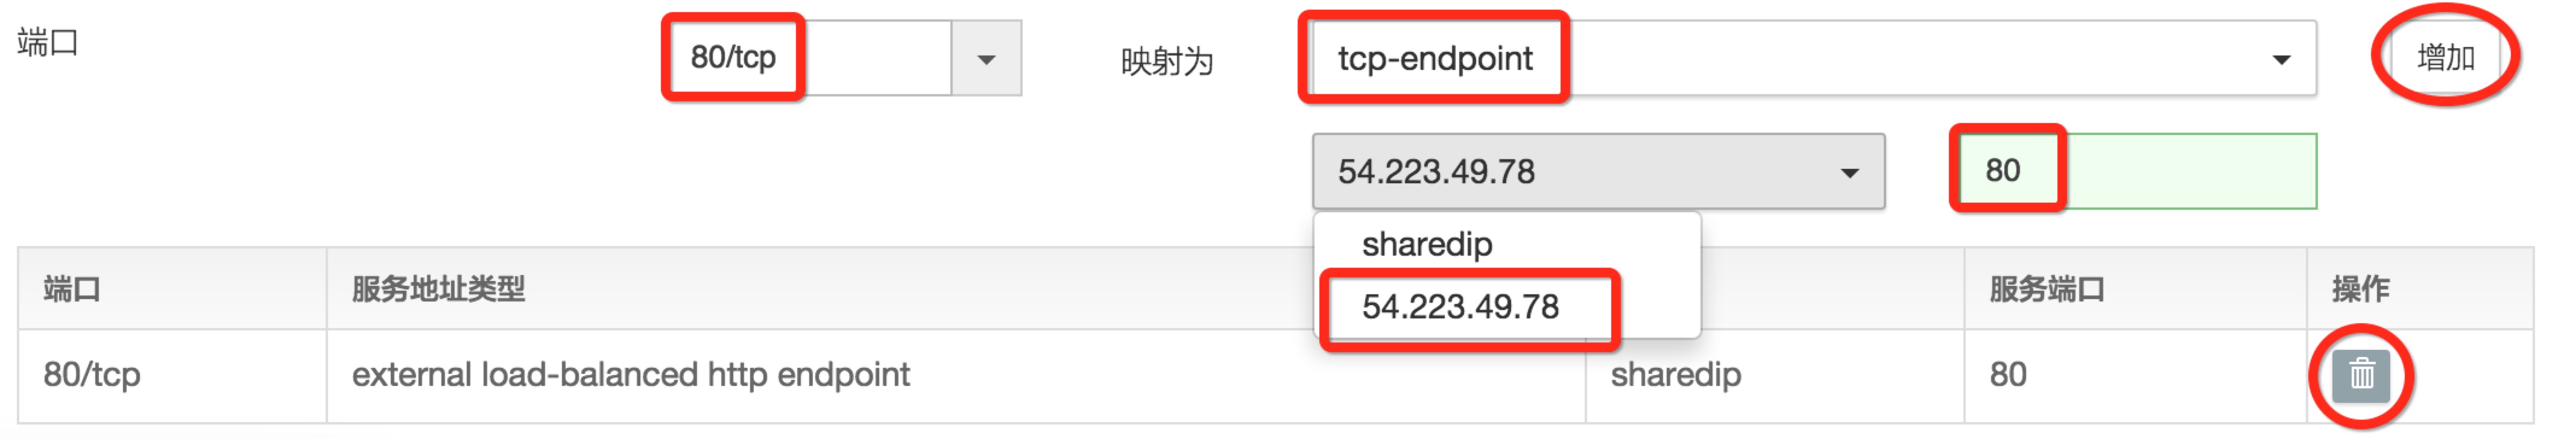 端口 80/tcp 映射为 tcp-endpoint 增加
54.223.49.78 80
sharedip
54.223.49.78
端口 服务地址类型 服务端口 操作
80/tcp external load-balanced http endpoint sharedip 80